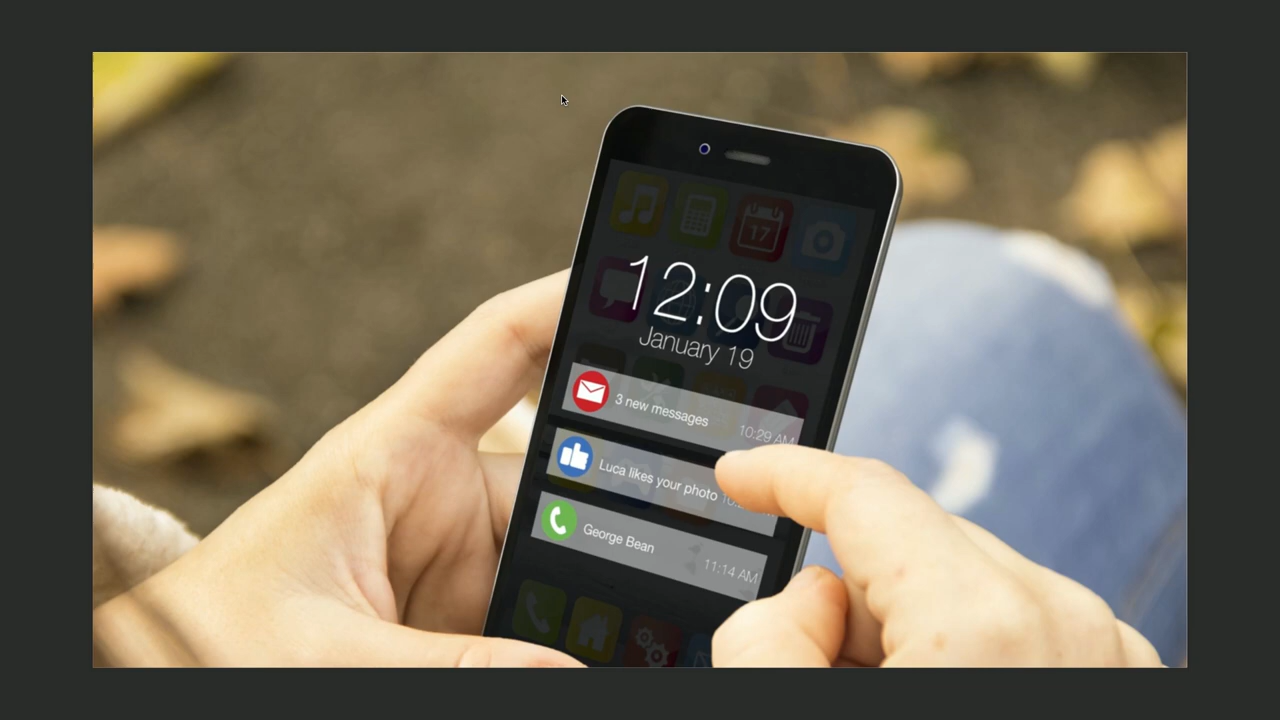 17
12:09
January 19
3 new messages
10:29 AM
Luca likes your photo
George Bean
11:14 AM